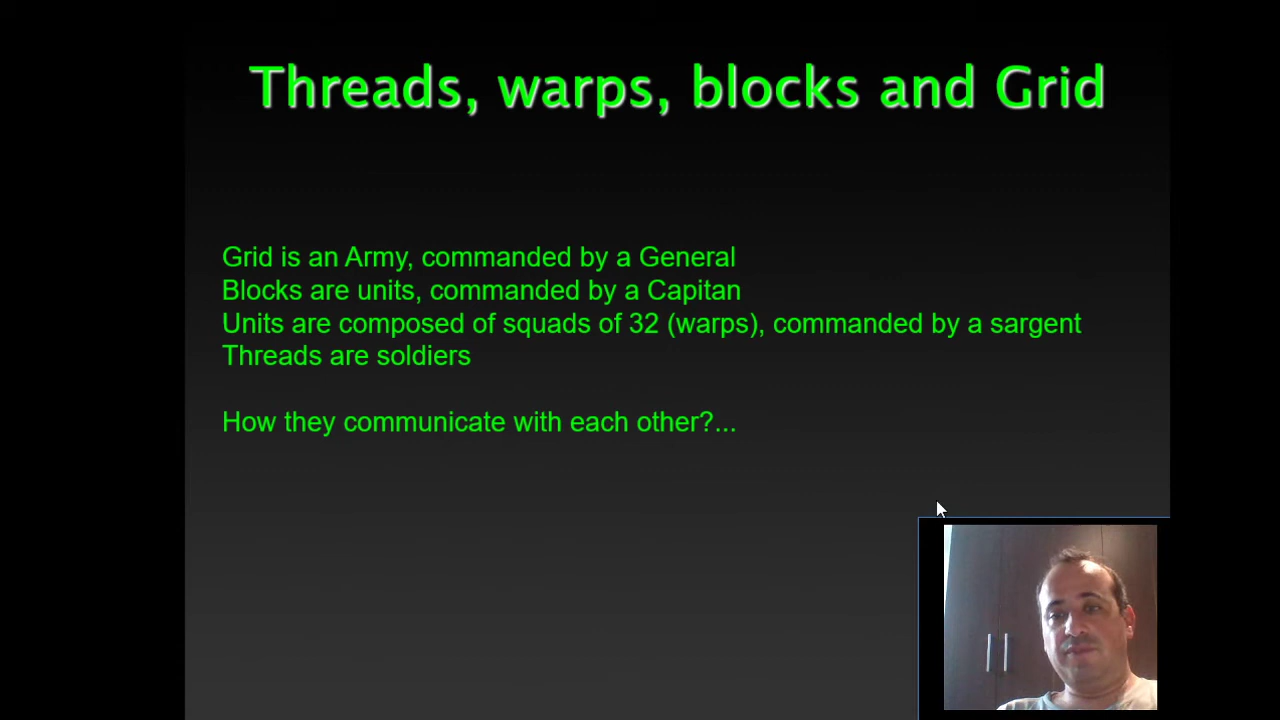 Threads, warps, blocks and Grid
Grid is an Army, commanded by a General
Blocks are units, commanded by a Capitan
Units are composed of squads of 32 (warps), commanded by a sargent
Threads are soldiers
How they communicate with each other?...